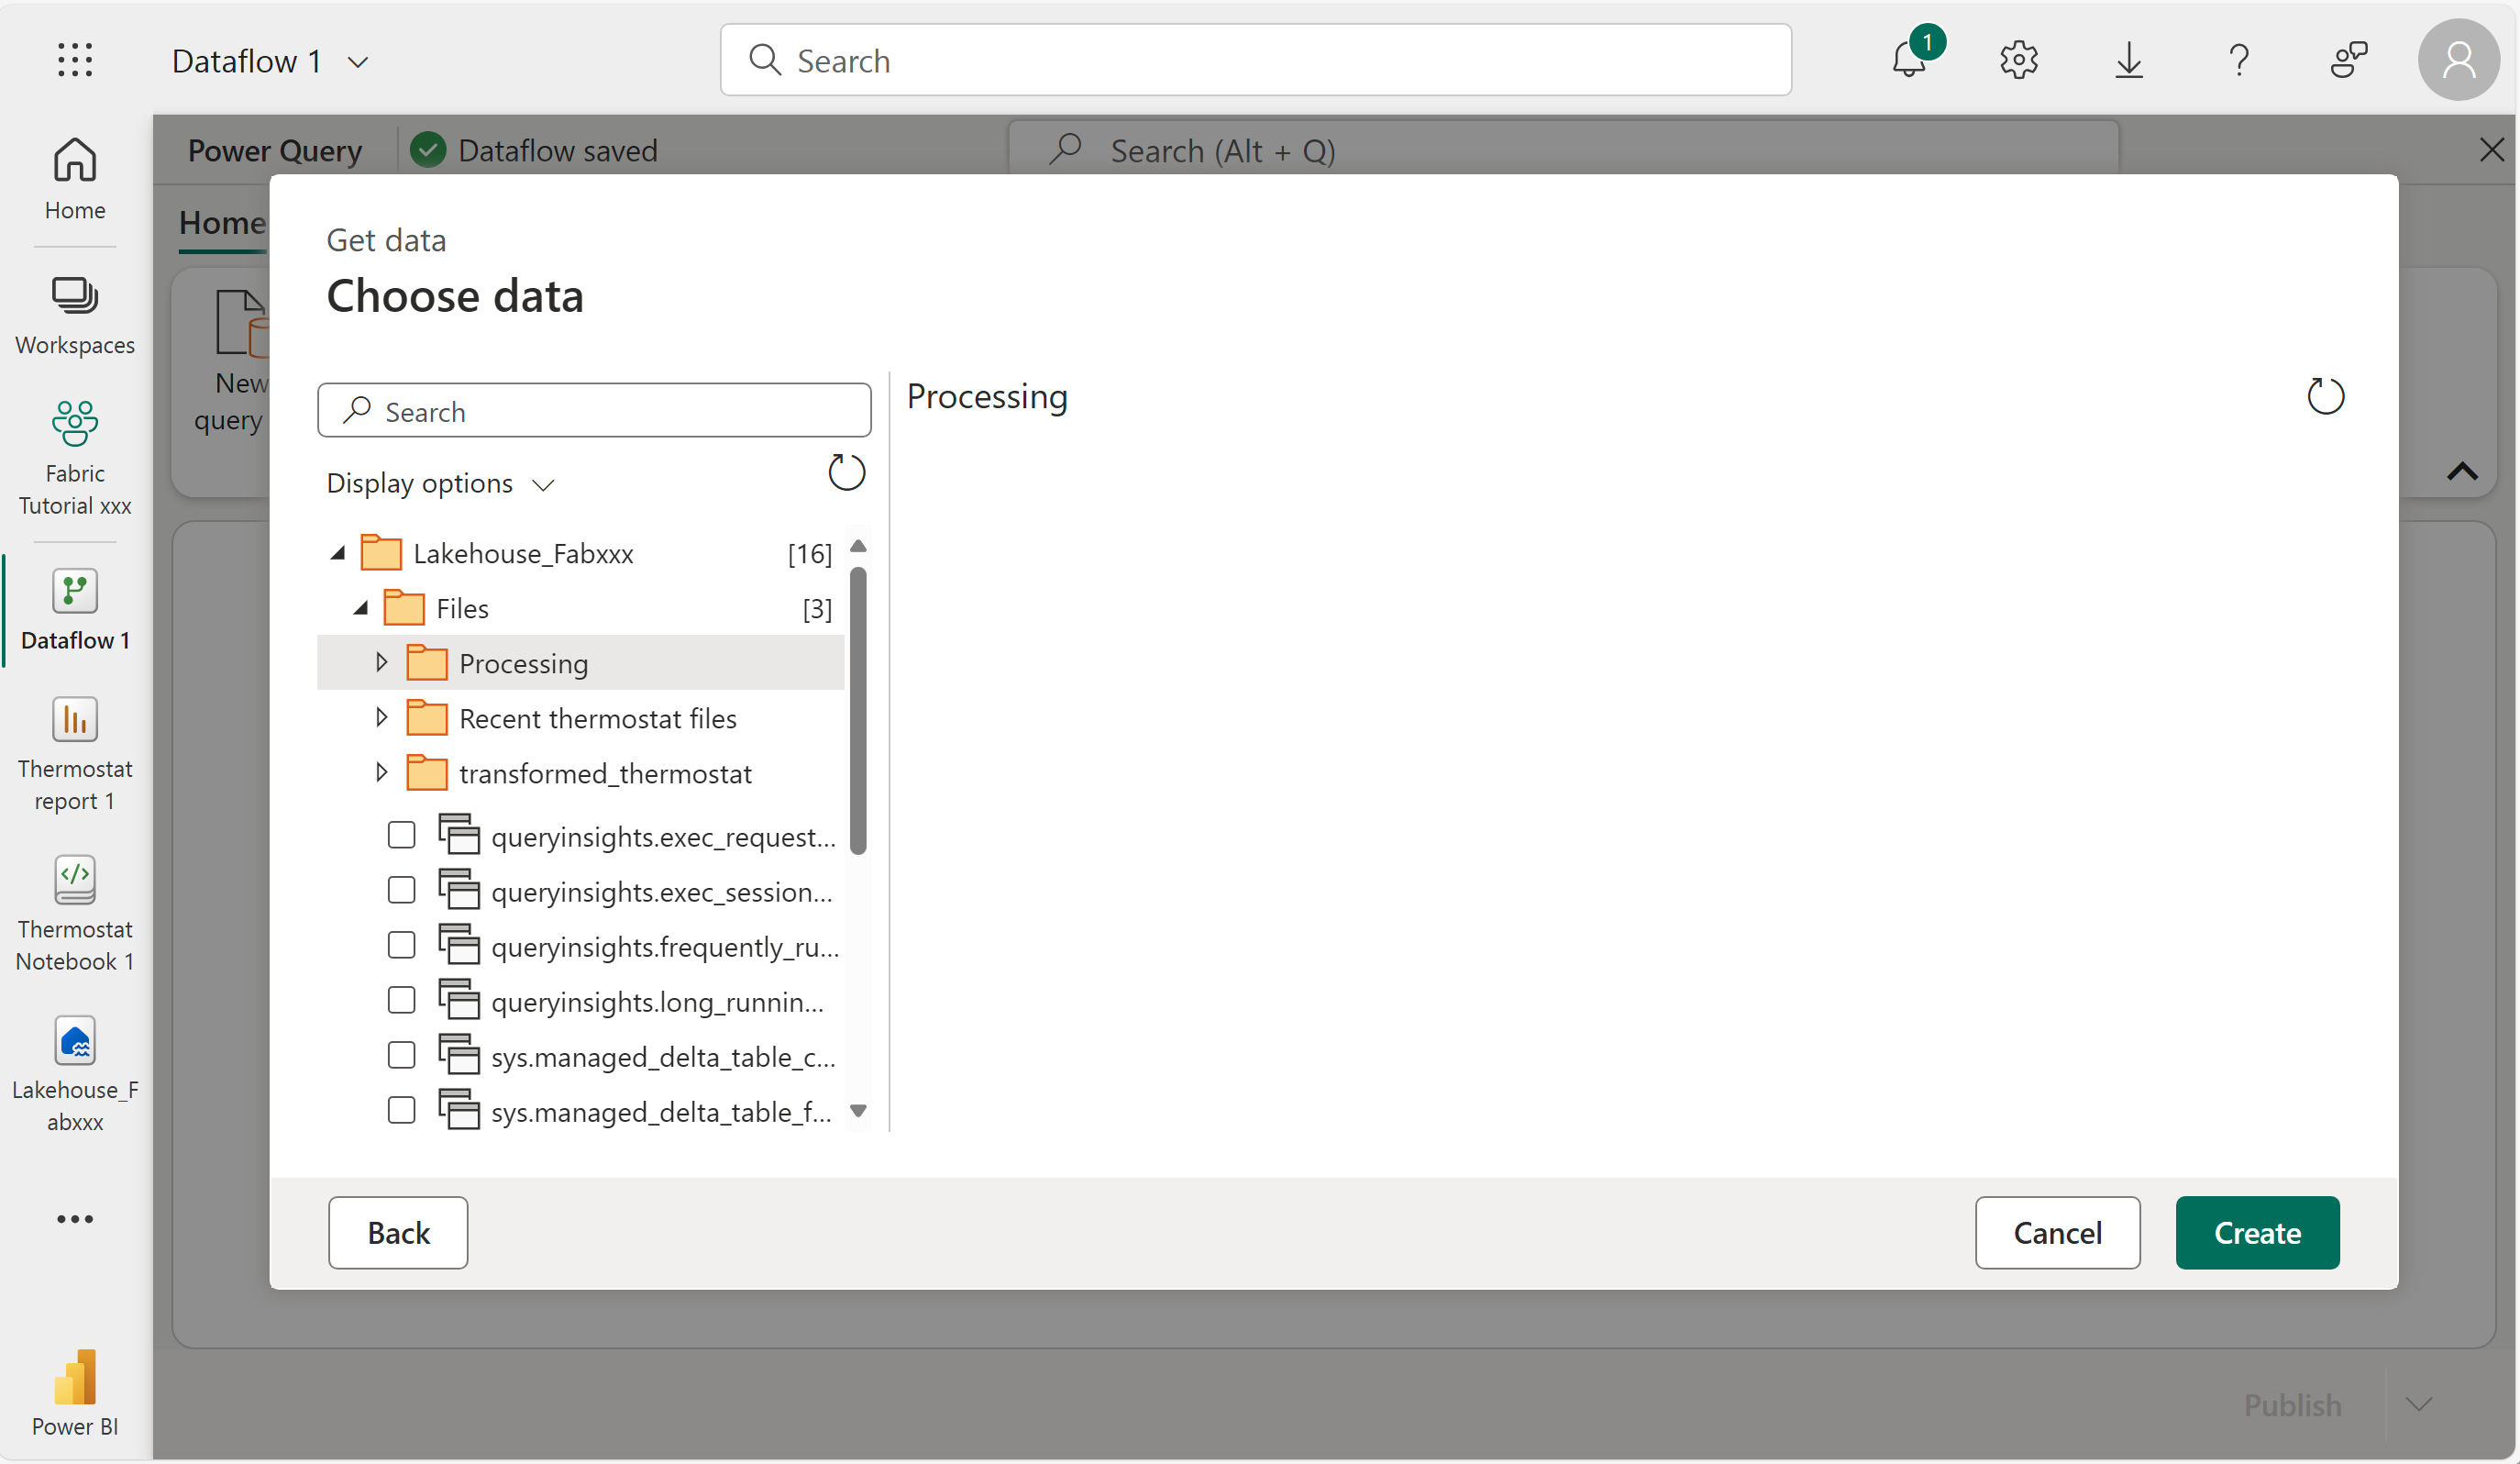 Dataflow 1
Search
1
Home
Workspaces
Fabric
Tutorial xxx
Dataflow 1
Thermostat
report 1
Thermostat
Notebook 1
Lakehouse_F
abxxx
Power BI
Power Query
Dataflow saved
Search (Alt + Q)
Home
New
query
Get data
Choose data
Search
Display options
Lakehouse_Fabxxx [16]
Files [3]
Processing
Recent thermostat files
transformed_thermostat
queryinsights.exec_request...
queryinsights.exec_session...
queryinsights.frequently_ru...
queryinsights.long_runnin...
sys.managed_delta_table_c...
sys.managed_delta_table_f...
Processing
Back
Cancel
Create
Publish